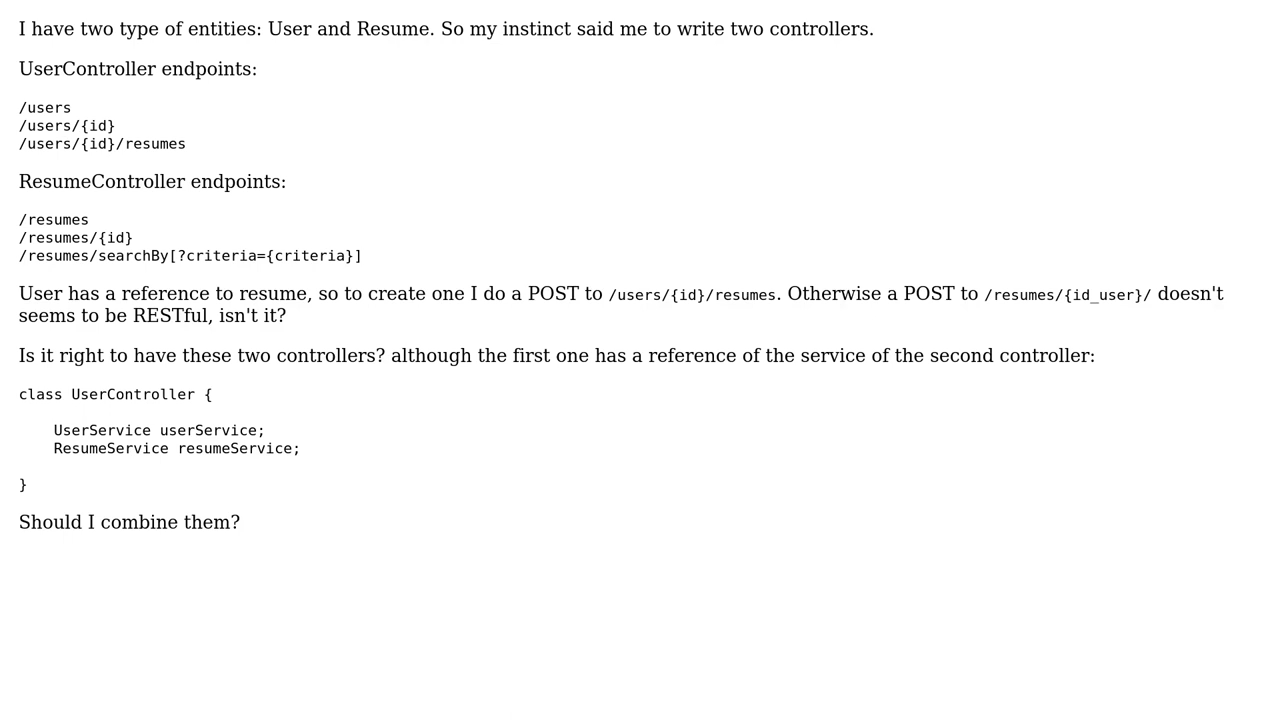 I have two type of entities: User and Resume. So my instinct said me to write two controllers.
UserController endpoints:
/users
/users/{id}
/users/{id}/resumes
ResumeController endpoints:
/resumes
/resumes/{id}
/resumes/searchBy[?criteria={criteria}]
User has a reference to resume, so to create one I do a POST to /users/{id}/resumes. Otherwise a POST to /resumes/{id_user}/ doesn't
seems to be RESTful, isn't it?
Is it right to have these two controllers? although the first one has a reference of the service of the second controller:
class UserController {
    UserService userService;
    ResumeService resumeService;
}
Should I combine them?